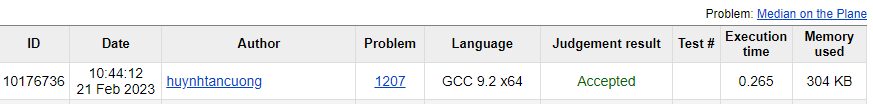 Problem: Median on the Plane
ID Date Author Problem Language Judgement result Test # Execution time Memory used
10176736 10:44:12 21 Feb 2023 huynhtancuong 1207 GCC 9.2 x64 Accepted 0.265 304 KB